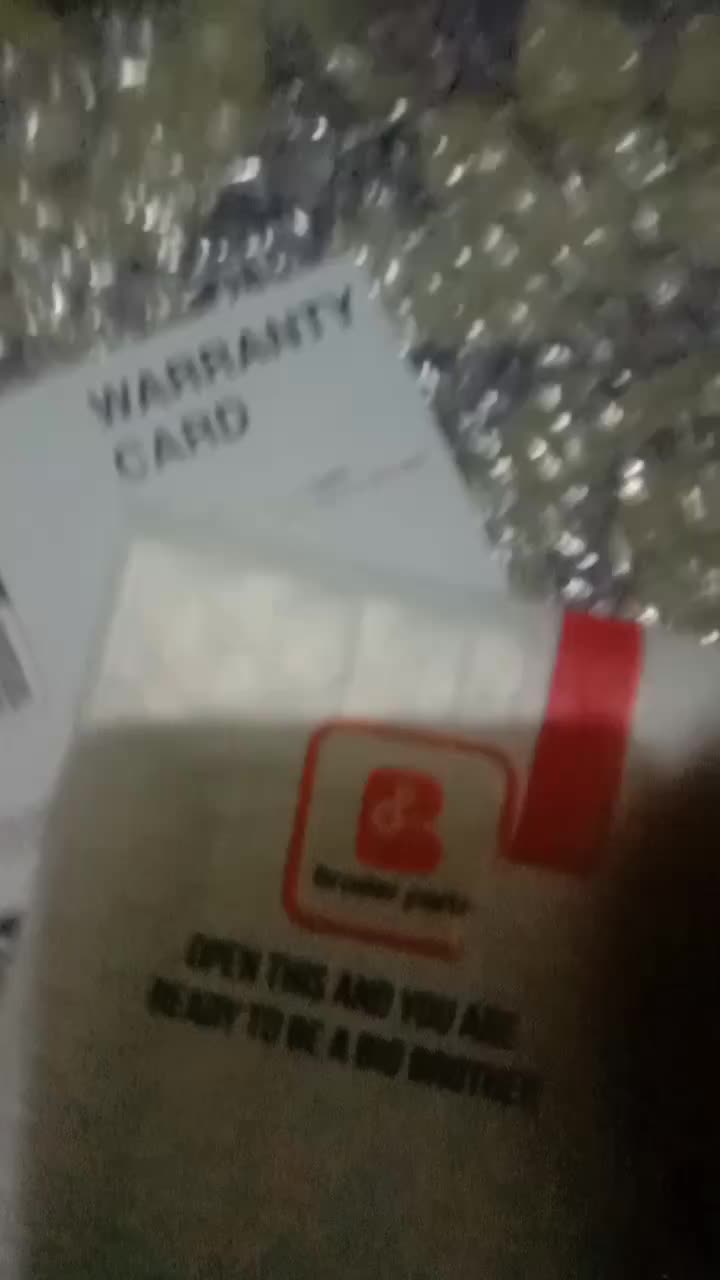 WARRANTY
CARD
OPEN THIS AND YOU ARE
READY TO BE A BIG BROTHER